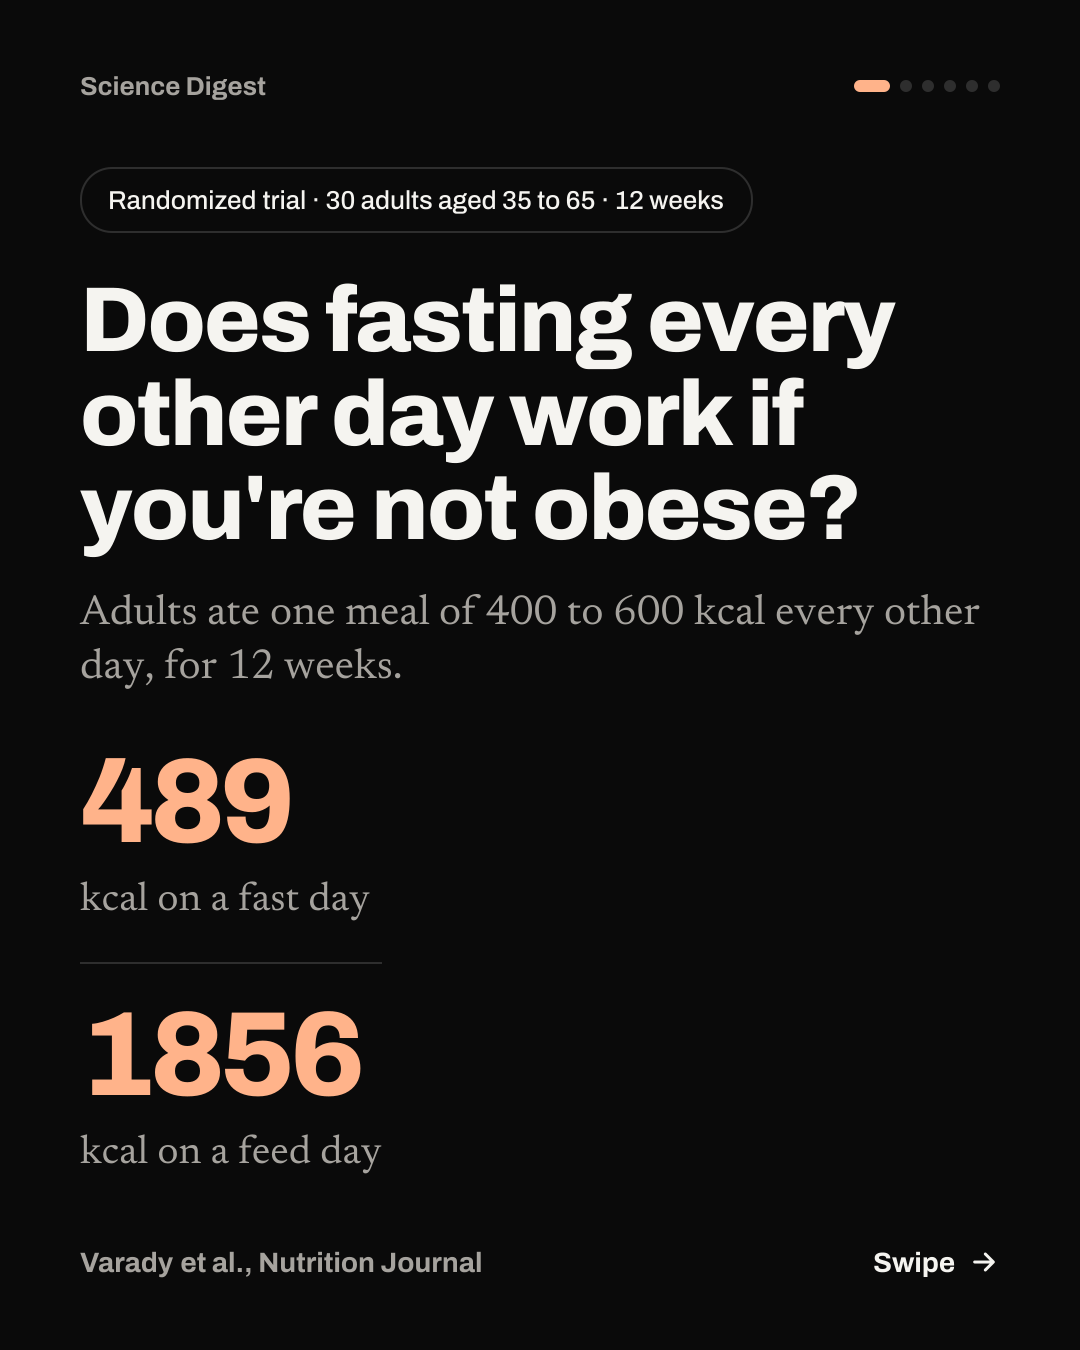 Science Digest
Randomized trial · 30 adults aged 35 to 65 · 12 weeks
Does fasting every
other day work if
you're not obese?
Adults ate one meal of 400 to 600 kcal every other
day, for 12 weeks.
489
kcal on a fast day
1856
kcal on a feed day
Varady et al., Nutrition Journal
Swipe →